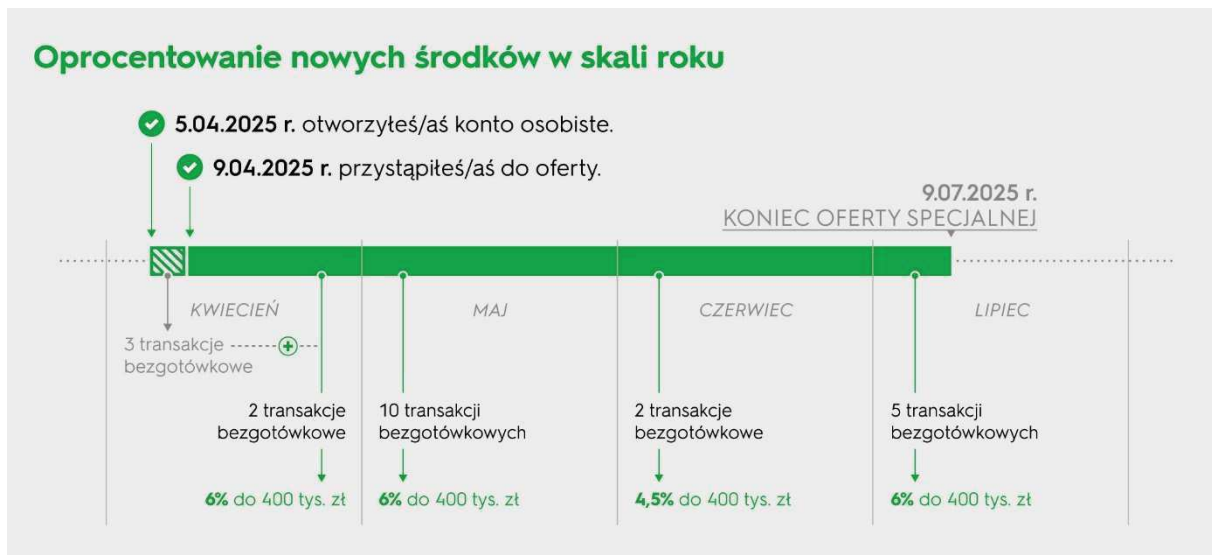 Oprocentowanie nowych środków w skali roku
5.04.2025 r. otworzyłeś/aś konto osobiste.
9.04.2025 r. przystąpiłeś/aś do oferty.
9.07.2025 r.
KONIEC OFERTY SPECJALNEJ
KWIECIEŃ
MAJ
CZERWIEC
LIPIEC
3 transakcje
bezgotówkowe
2 transakcje
bezgotówkowe
6% do 400 tys. zł
10 transakcji
bezgotówkowych
6% do 400 tys. zł
2 transakcje
bezgotówkowe
4,5% do 400 tys. zł
5 transakcji
bezgotówkowych
6% do 400 tys. zł